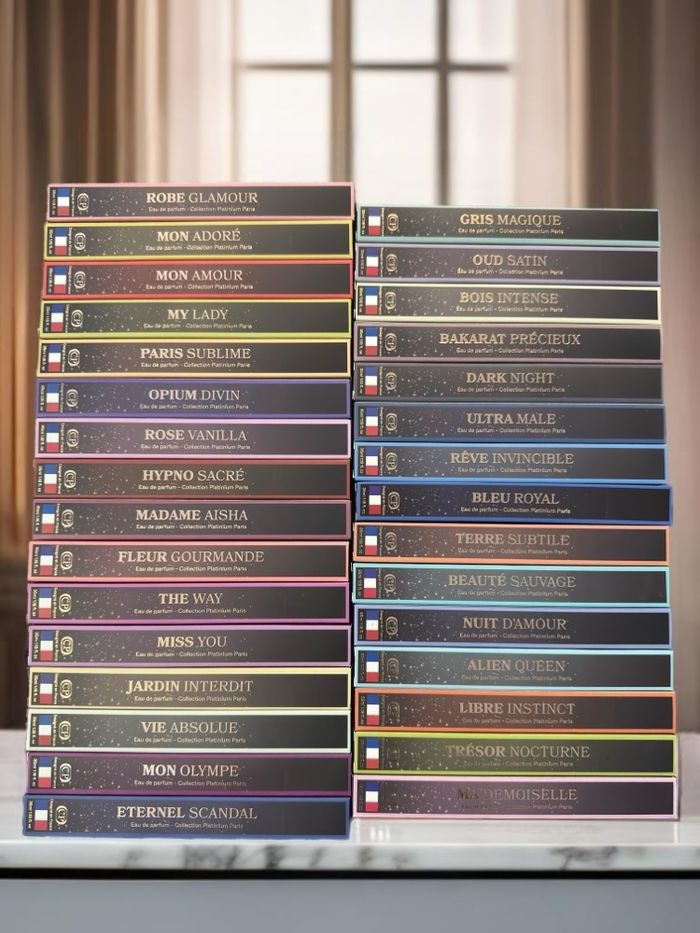 ROBE GLAMOUR
Eau de parfum - Collection Platinium Paris
MON ADORÉ
Eau de parfum - Collection Platinium Paris
MON AMOUR
Eau de parfum - Collection Platinium Paris
MY LADY
Eau de parfum - Collection Platinium Paris
PARIS SUBLIME
Eau de parfum - Collection Platinium Paris
OPIUM DIVIN
Eau de parfum - Collection Platinium Paris
ROSE VANILLA
Eau de parfum - Collection Platinium Paris
HYPNO SACRÉ
Eau de parfum - Collection Platinium Paris
MADAME AISHA
Eau de parfum - Collection Platinium Paris
FLEUR GOURMANDE
Eau de parfum - Collection Platinium Paris
THE WAY
Eau de parfum - Collection Platinium Paris
MISS YOU
Eau de parfum - Collection Platinium Paris
JARDIN INTERDIT
Eau de parfum - Collection Platinium Paris
VIE ABSOLUE
Eau de parfum - Collection Platinium Paris
MON OLYMPE
Eau de parfum - Collection Platinium Paris
ETERNEL SCANDAL
Eau de parfum - Collection Platinium Paris
GRIS MAGIQUE
Eau de parfum - Collection Platinium Paris
OUD SATIN
Eau de parfum - Collection Platinium Paris
BOIS INTENSE
Eau de parfum - Collection Platinium Paris
BAKARAT PRÉCIEUX
Eau de parfum - Collection Platinium Paris
DARK NIGHT
Eau de parfum - Collection Platinium Paris
ULTRA MALE
Eau de parfum - Collection Platinium Paris
RÊVE INVINCIBLE
Eau de parfum - Collection Platinium Paris
BLEU ROYAL
Eau de parfum - Collection Platinium Paris
TERRE SUBTILE
Eau de parfum - Collection Platinium Paris
BEAUTÉ SAUVAGE
Eau de parfum - Collection Platinium Paris
NUIT D'AMOUR
Eau de parfum - Collection Platinium Paris
ALIEN QUEEN
Eau de parfum - Collection Platinium Paris
LIBRE INSTINCT
Eau de parfum - Collection Platinium Paris
TRÉSOR NOCTURNE
Eau de parfum - Collection Platinium Paris
MADEMOISELLE